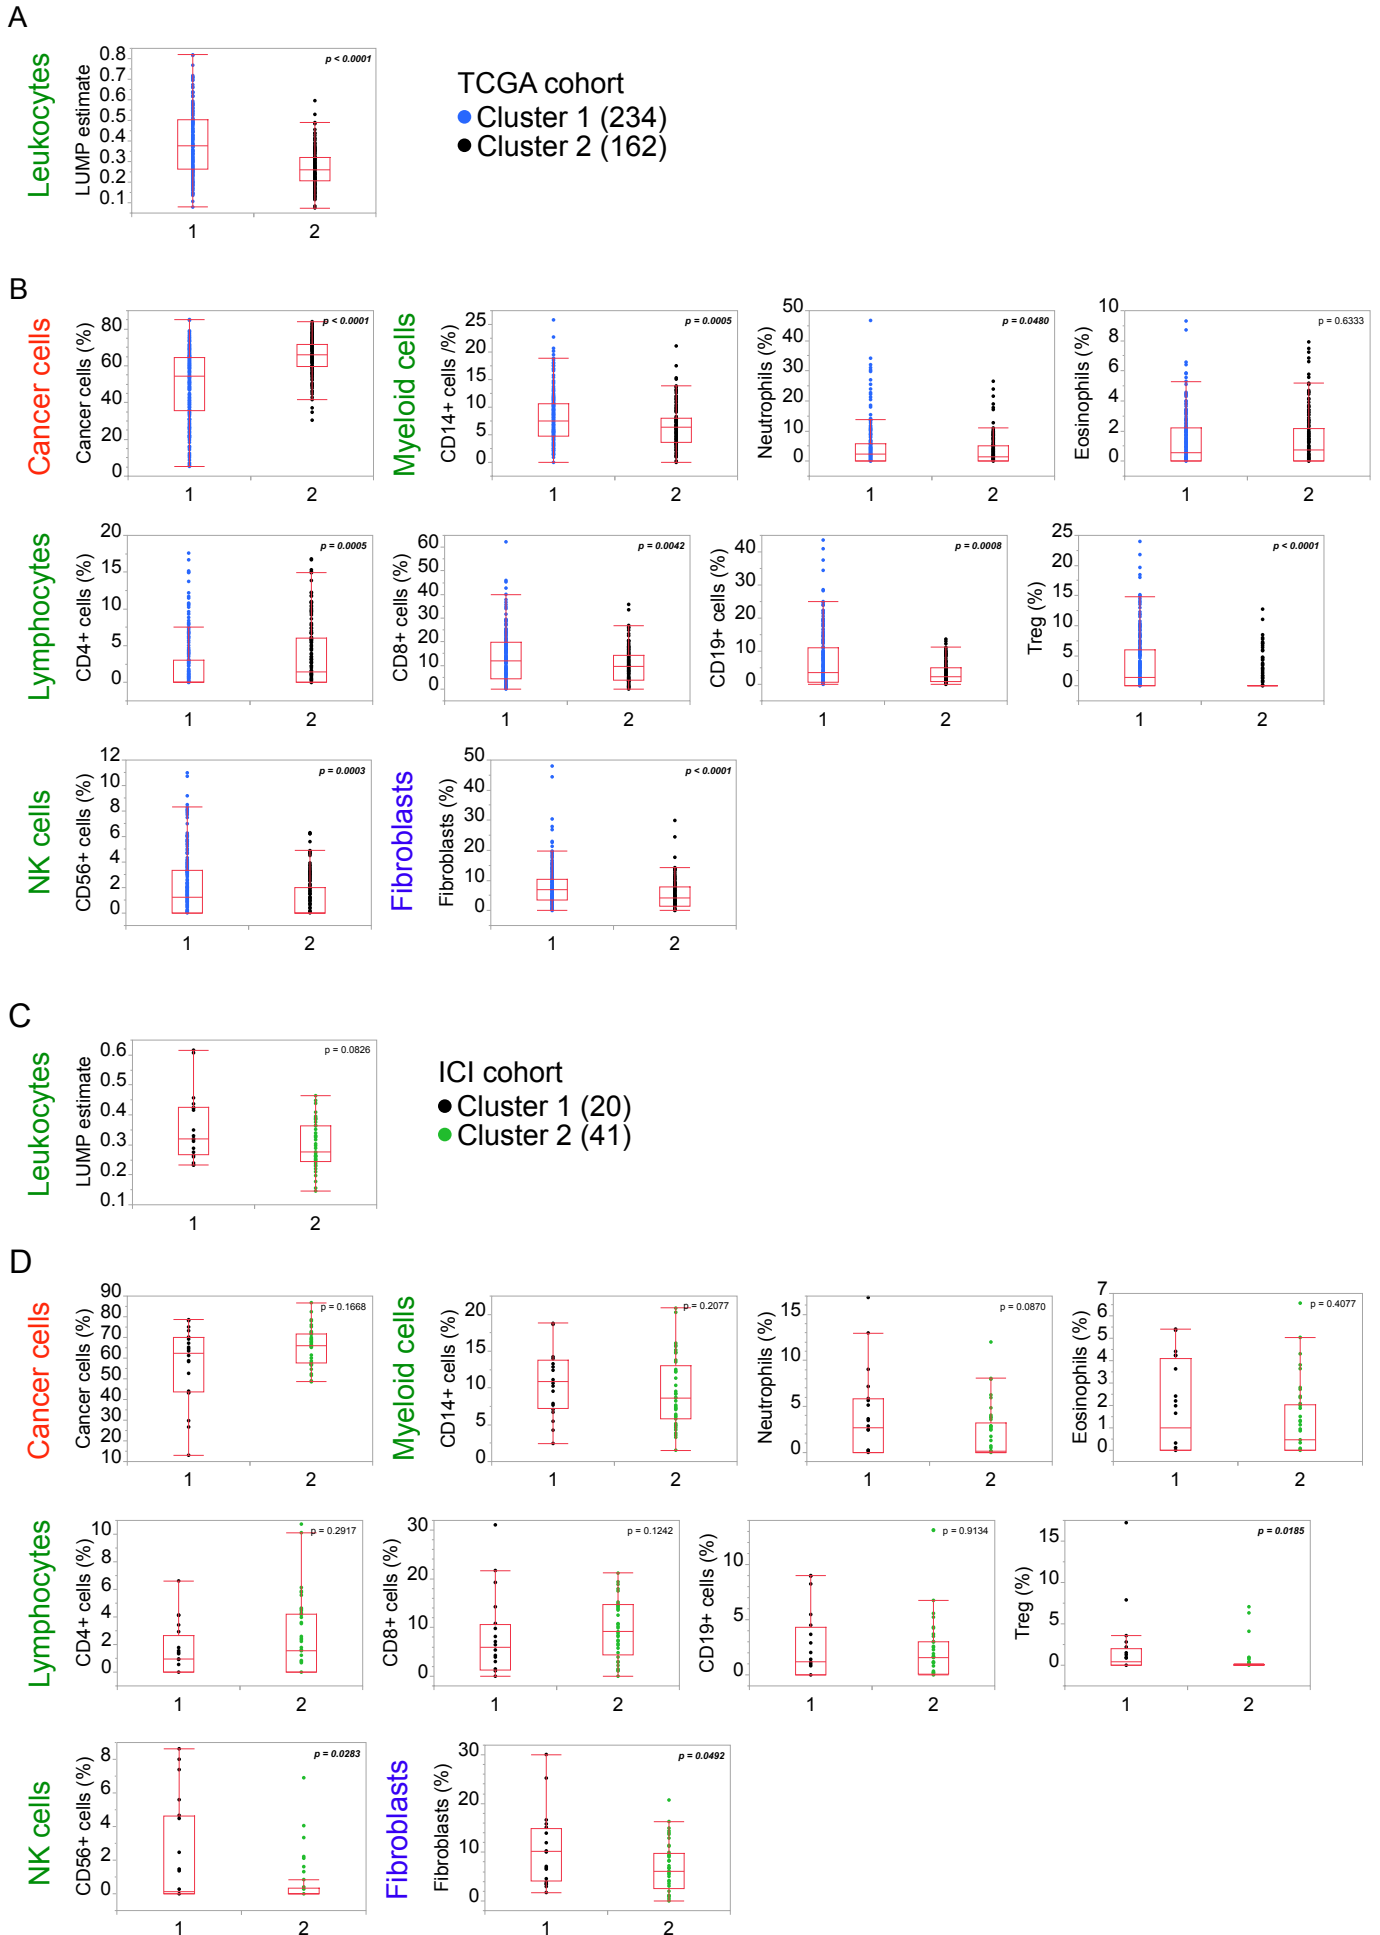 A
Leukocytes
LUMP estimate
0.8
0.7
0.6
0.5
0.4
0.3
0.2
0.1
p < 0.0001
1 2
TCGA cohort
Cluster 1 (234)
Cluster 2 (162)
B
Cancer cells
Cancer cells (%)
80
60
40
20
0
p < 0.0001
1 2
Myeloid cells
CD14+ cells /%)
25
20
15
10
5
0
p = 0.0005
1 2
Neutrophils (%)
50
40
30
20
10
0
p = 0.0480
1 2
Eosinophils (%)
10
8
6
4
2
0
p = 0.6333
1 2
Lymphocytes
CD4+ cells (%)
20
15
10
5
0
p = 0.0005
1 2
CD8+ cells (%)
60
50
40
30
20
10
0
p = 0.0042
1 2
CD19+ cells (%)
40
30
20
10
0
p = 0.0008
1 2
Treg (%)
25
20
15
10
5
0
p < 0.0001
1 2
NK cells
CD56+ cells (%)
12
10
8
6
4
2
0
p = 0.0003
1 2
Fibroblasts
Fibroblasts (%)
50
40
30
20
10
0
p < 0.0001
1 2
C
Leukocytes
LUMP estimate
0.6
0.5
0.4
0.3
0.2
0.1
p = 0.0826
1 2
ICI cohort
Cluster 1 (20)
Cluster 2 (41)
D
Cancer cells
Cancer cells (%)
90
80
70
60
50
40
30
20
10
p = 0.1668
1 2
Myeloid cells
CD14+ cells (%)
20
15
10
5
0
p = 0.2077
1 2
Neutrophils (%)
15
10
5
0
p = 0.0870
1 2
Eosinophils (%)
7
6
5
4
3
2
1
0
p = 0.4077
1 2
Lymphocytes
CD4+ cells (%)
10
8
6
4
2
0
p = 0.2917
1 2
CD8+ cells (%)
30
20
10
0
p = 0.1242
1 2
CD19+ cells (%)
10
5
0
p = 0.9134
1 2
Treg (%)
15
10
5
0
p = 0.0185
1 2
NK cells
CD56+ cells (%)
8
6
4
2
0
p = 0.0283
1 2
Fibroblasts
Fibroblasts (%)
30
20
10
0
p = 0.0492
1 2